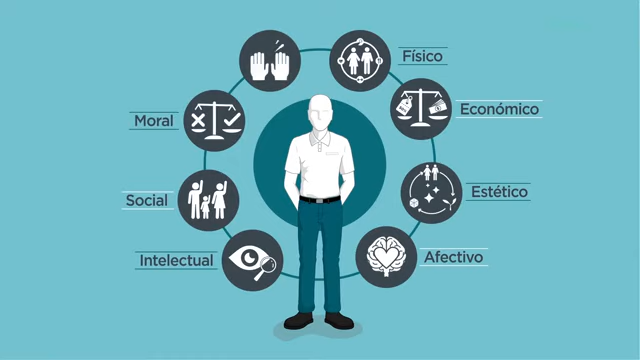 Físico
Moral
Económico
Social
Estético
Intelectual
Afectivo